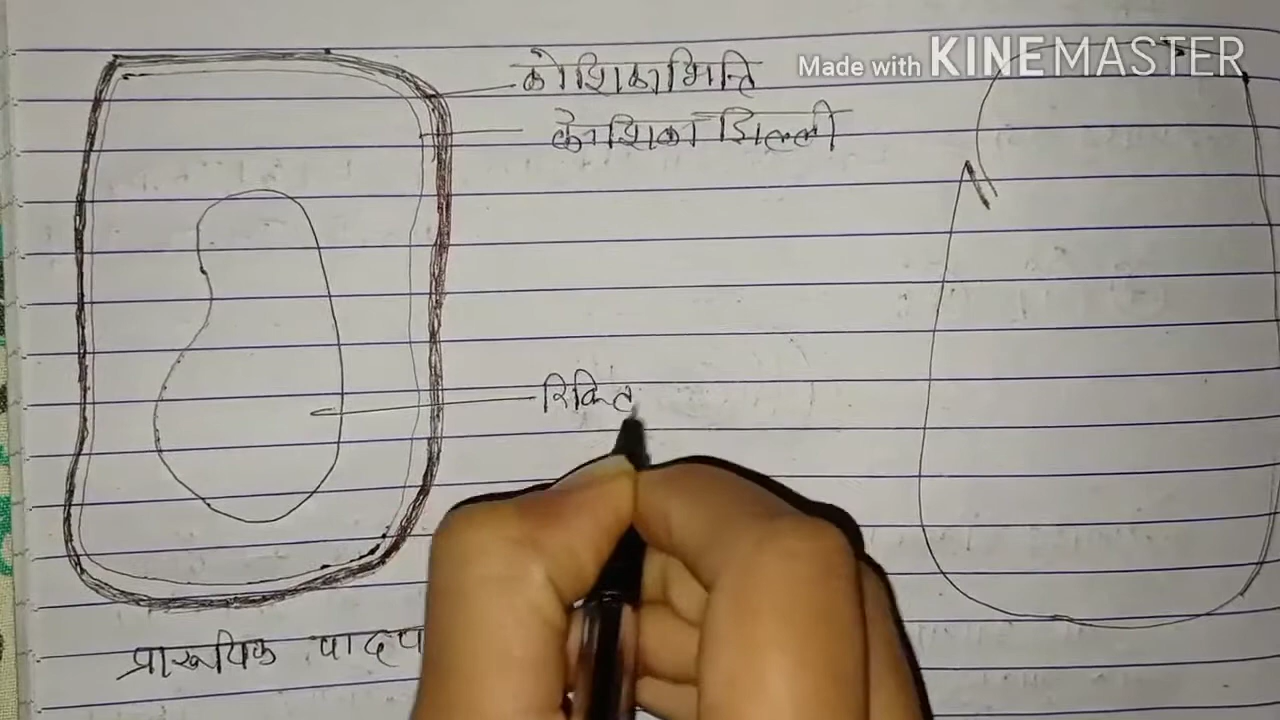 Made with KINEMASTER
कोशिकाभित्ति
कोशिका झिल्ली
रिक्ति
प्रारूपिक पादप